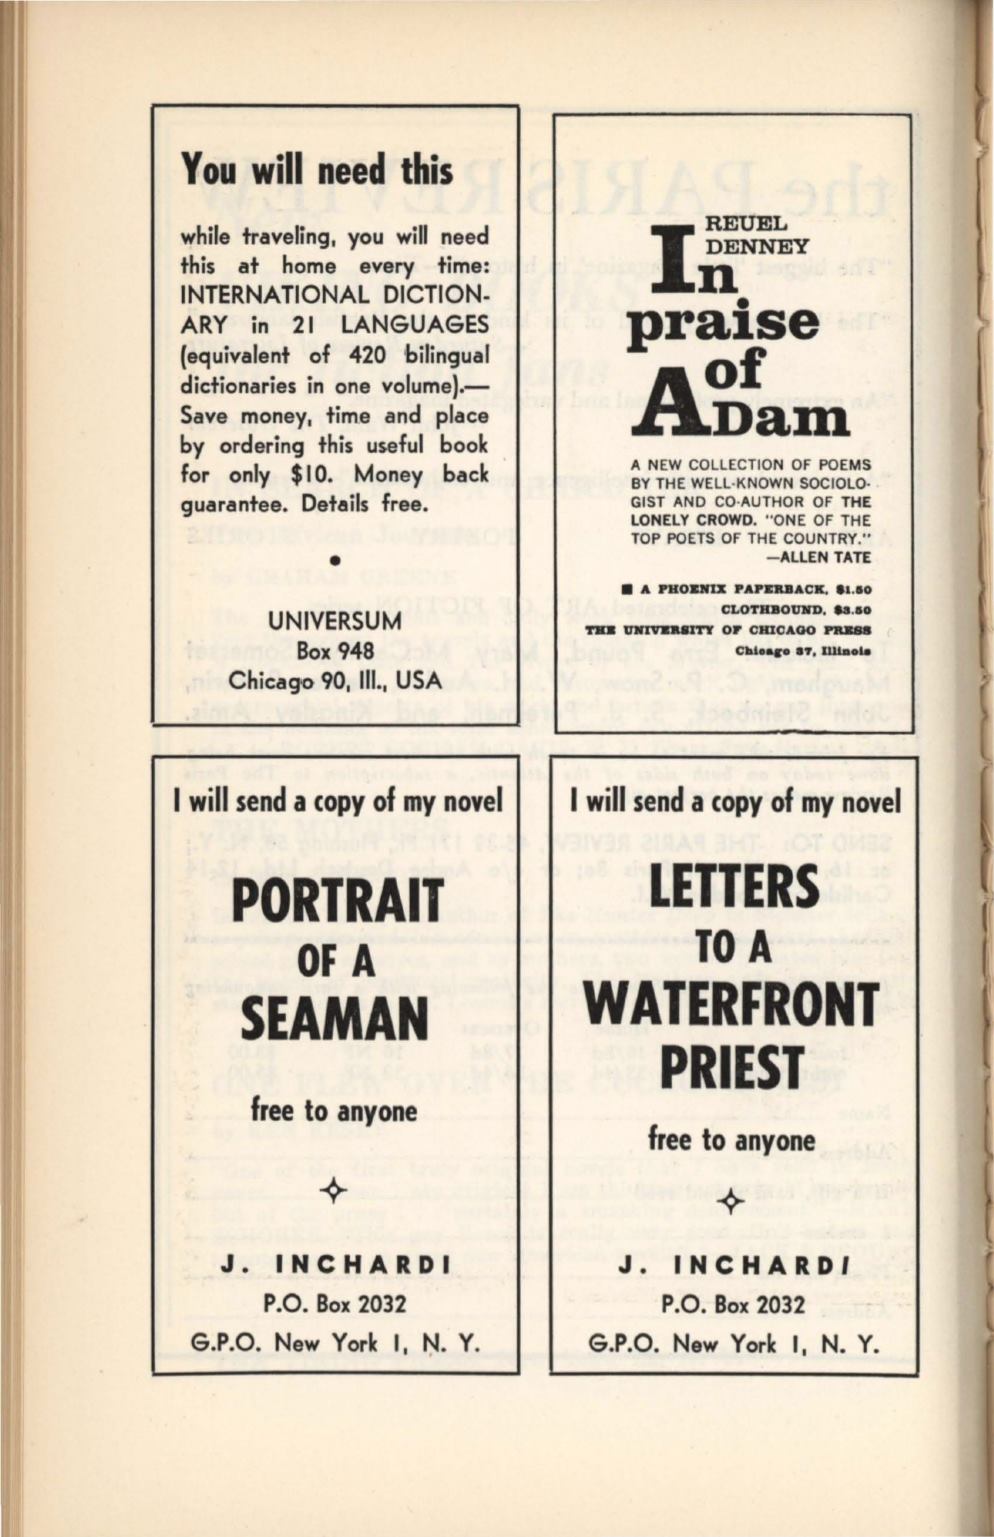 You will need this
while traveling, you will need
this at home every time:
INTERNATIONAL DICTION-
ARY in 21 LANGUAGES
(equivalent of 420 bilingual
dictionaries in one volume).—
Save money, time and place
by ordering this useful book
for only $10. Money back
guarantee. Details free.
UNIVERSUM
Box 948
Chicago 90, Ill., USA
REUEL
DENNEY
In
praise
of
ADam
A NEW COLLECTION OF POEMS
BY THE WELL-KNOWN SOCIOLO-
GIST AND CO-AUTHOR OF THE
LONELY CROWD. "ONE OF THE
TOP POETS OF THE COUNTRY."
—ALLEN TATE
■ A PHOENIX PAPERBACK, $1.50
CLOTHBOUND, $3.50
THE UNIVERSITY OF CHICAGO PRESS
Chicago 37, Illinois
I will send a copy of my novel
PORTRAIT
OF A
SEAMAN
free to anyone
J. INCHARDI
P.O. Box 2032
G.P.O. New York 1, N. Y.
I will send a copy of my novel
LETTERS
TO A
WATERFRONT
PRIEST
free to anyone
J. INCHARDI
P.O. Box 2032
G.P.O. New York 1, N. Y.